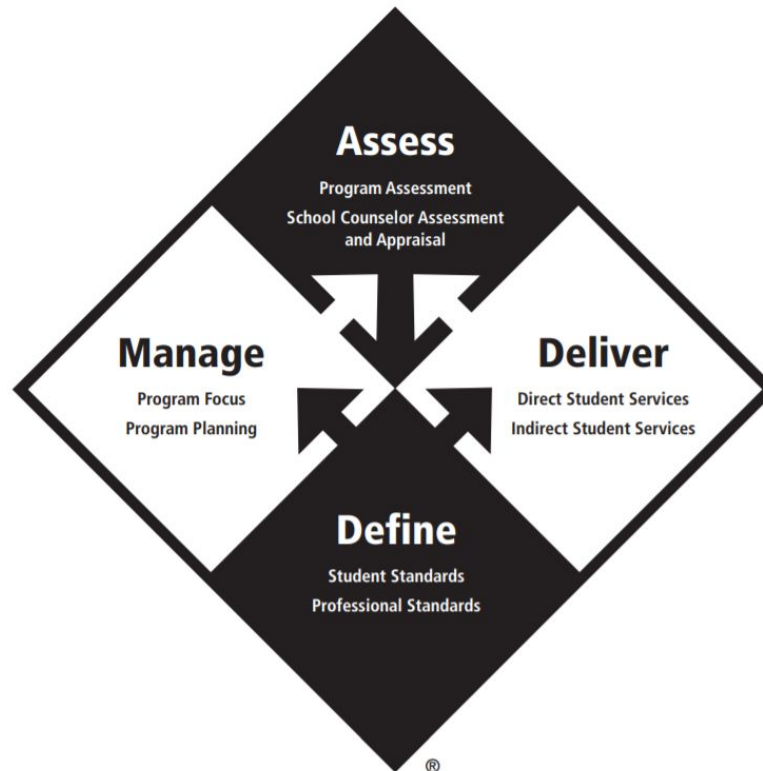 Assess
Program Assessment
School Counselor Assessment
and Appraisal
Manage
Program Focus
Program Planning
Deliver
Direct Student Services
Indirect Student Services
Define
Student Standards
Professional Standards
®